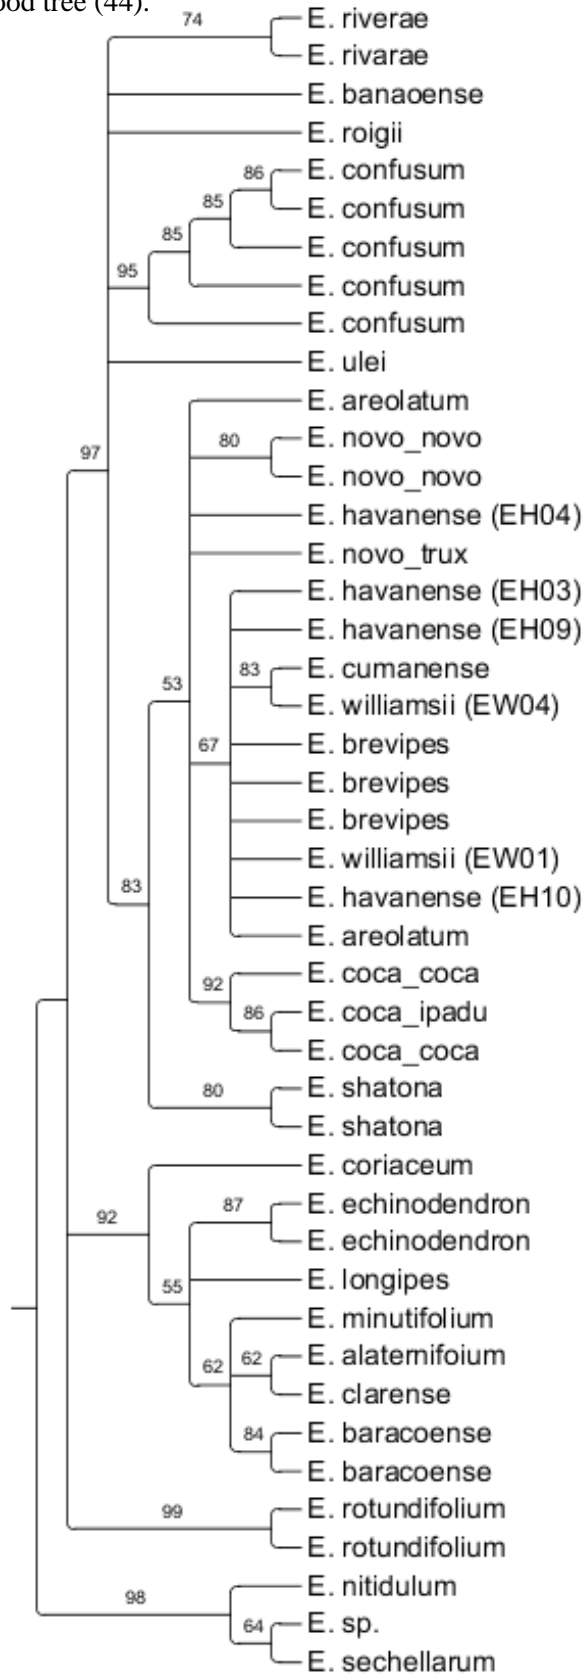 ood tree (44).
74
E. riverae
E. rivarae
E. banaoense
E. roigii
86
E. confusum
85
E. confusum
85
E. confusum
95
E. confusum
E. confusum
E. ulei
E. areolatum
97
80
E. novo_novo
E. novo_novo
E. havanense (EH04)
E. novo_trux
E. havanense (EH03)
E. havanense (EH09)
53
83
E. cumanense
E. williamsii (EW04)
67
E. brevipes
E. brevipes
E. brevipes
E. williamsii (EW01)
83
E. havanense (EH10)
E. areolatum
92
E. coca_coca
86
E. coca_ipadu
E. coca_coca
80
E. shatona
E. shatona
E. coriaceum
92
87
E. echinodendron
E. echinodendron
55
E. longipes
E. minutifolium
62
62
E. alaternifoium
E. clarense
84
E. baracoense
E. baracoense
99
E. rotundifolium
E. rotundifolium
98
E. nitidulum
64
E. sp.
E. sechellarum